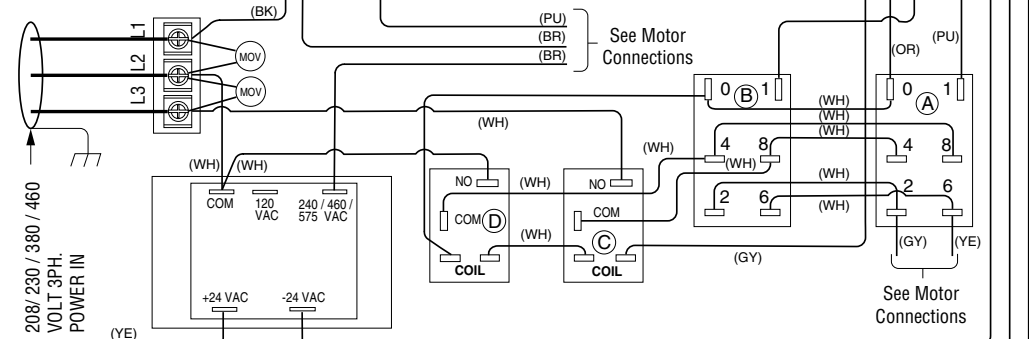 (BK)
L1
L2
L3
MOV
MOV
(PU)
(BR)
(BR)
See Motor
Connections
(OR)
(PU)
0
B
1
0
1
A
(WH)
(WH)
(WH)
4
8
4
8
(WH)
(WH)
(WH)
(WH)
(WH)
NO
(WH)
NO
(WH)
(WH)
2
6
2
6
COM
120
VAC
240 / 460 /
575 VAC
COM
D
COM
C
(WH)
COIL
COIL
(GY)
(GY)
(YE)
+24 VAC
-24 VAC
See Motor
Connections
208/ 230 / 380 / 460
VOLT 3PH.
POWER IN
(YE)